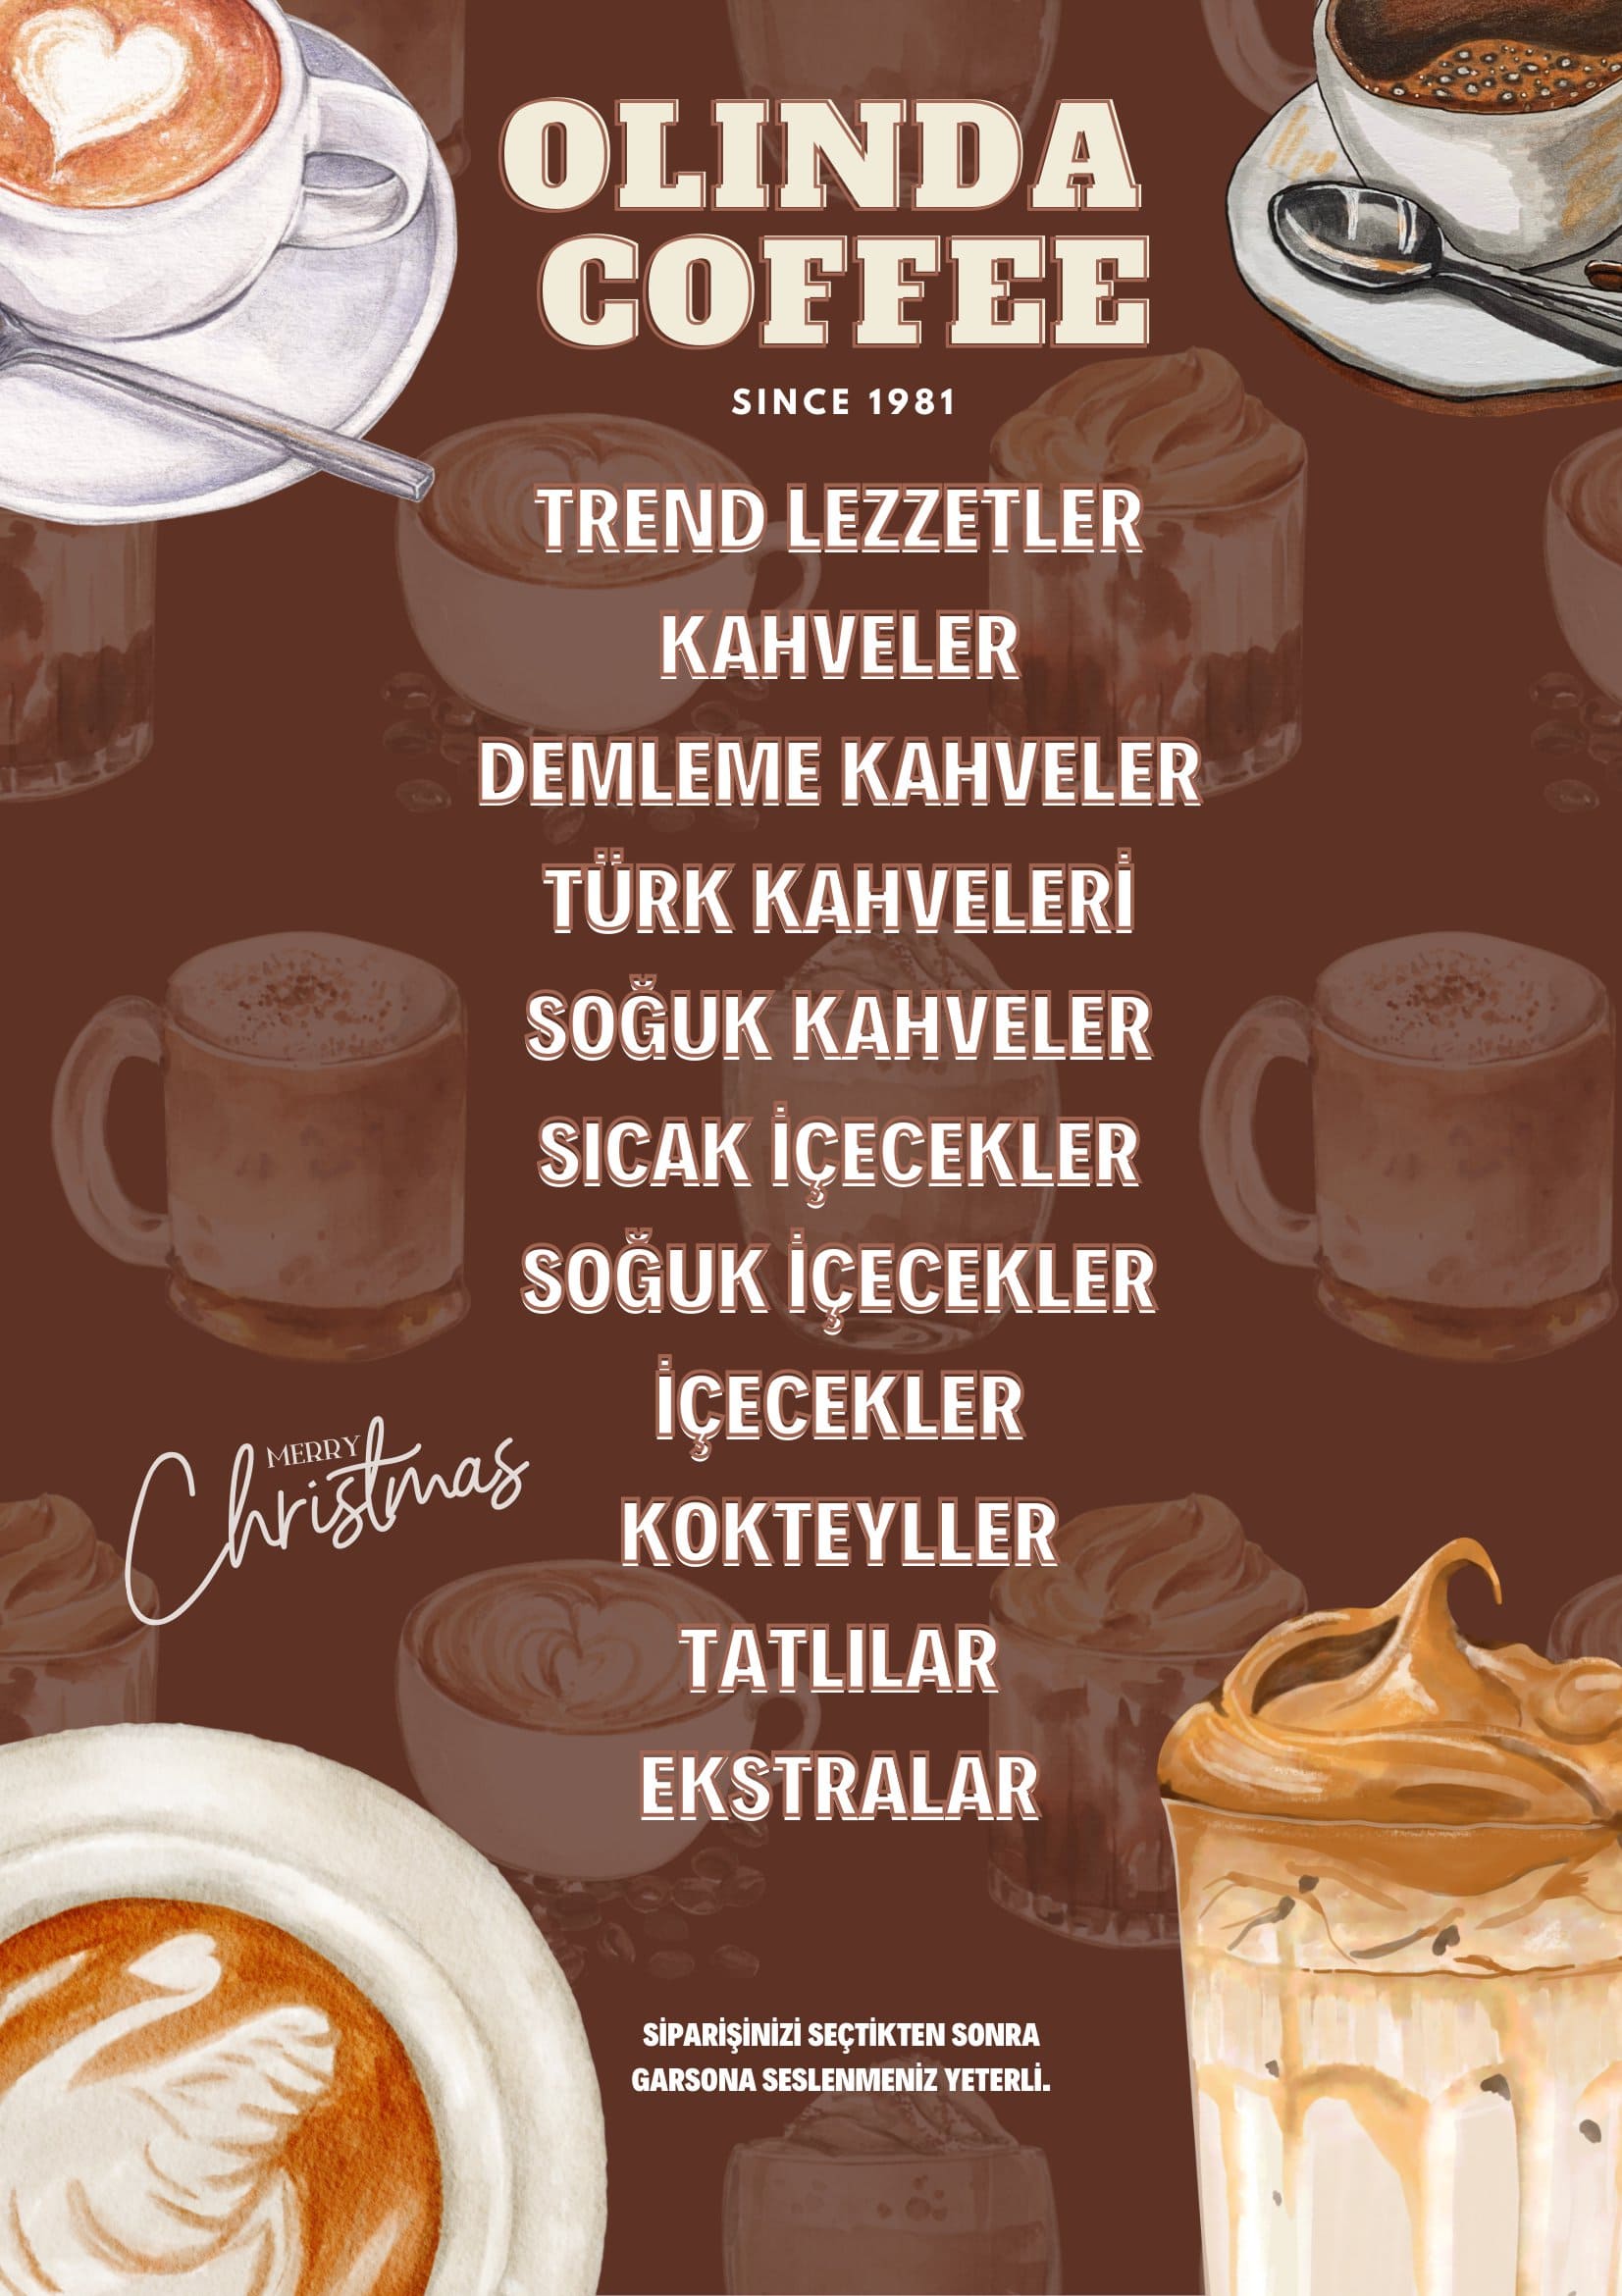 OLINDA
COFFEE
SINCE 1981
TREND LEZZETLER
KAHVELER
DEMLEME KAHVELER
TÜRK KAHVELERİ
SOĞUK KAHVELER
SICAK İÇECEKLER
SOĞUK İÇECEKLER
İÇECEKLER
MERRY
Christmas
KOKTEYLLER
TATLILAR
EKSTRALAR
SİPARİŞİNİZİ SEÇTİKTEN SONRA
GARSONA SESLENMENİZ YETERLİ.